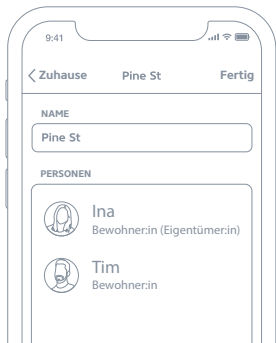 9:41
Zuhause Pine St Fertig
NAME
Pine St
PERSONEN
Ina
Bewohner:in (Eigentümer:in)
Tim
Bewohner:in